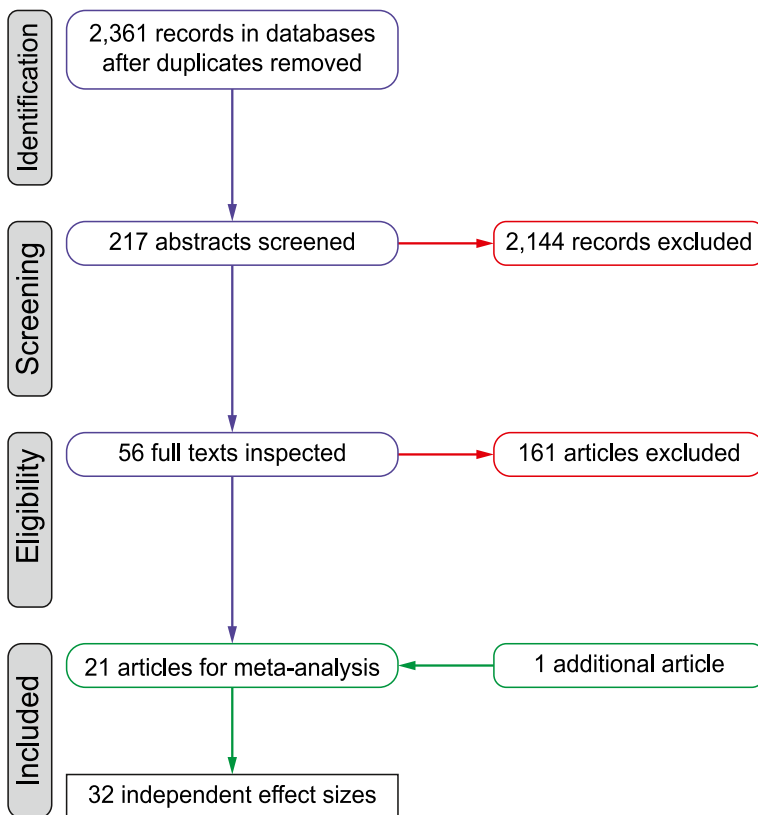 Identification
2,361 records in databases
after duplicates removed
Screening
217 abstracts screened
2,144 records excluded
Eligibility
56 full texts inspected
161 articles excluded
Included
21 articles for meta-analysis
1 additional article
32 independent effect sizes